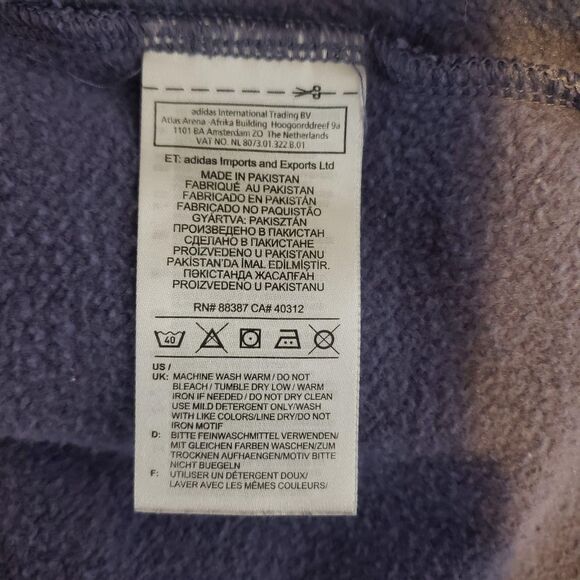 adidas International Trading BV
Atlas Arena -Afrika Building Hoogoorddreef 9a
1101 BA Amsterdam ZO The Netherlands
VAT NO. NL 8073.01.322.B.01
ET: adidas Imports and Exports Ltd
MADE IN PAKISTAN
FABRIQUÉ AU PAKISTAN
FABRICADO EN PAKISTÁN
FABRICADO NO PAQUISTÃO
GYÁRTVA: PAKISZTÁN
ПРОИЗВЕДЕНО В ПАКИСТАН
СДЕЛАНО В ПАКИСТАНЕ
PROIZVEDENO U PAKISTANU
PAKİSTAN'DA İMAL EDİLMİŞTİR.
ПӘКІСТАНДА ЖАСАЛҒАН
PROIZVEDENO U PAKISTANU
RN# 88387 CA# 40312
40
US /
UK: MACHINE WASH WARM / DO NOT
BLEACH / TUMBLE DRY LOW / WARM
IRON IF NEEDED / DO NOT DRY CLEAN
USE MILD DETERGENT ONLY/WASH
WITH LIKE COLORS/LINE DRY/DO NOT
IRON MOTIF
D: BITTE FEINWASCHMITTEL VERWENDEN/
MIT GLEICHEN FARBEN WASCHEN/ZUM
TROCKNEN AUFHAENGEN/MOTIV BITTE
NICHT BUEGELN
F: UTILISER UN DÉTERGENT DOUX/
LAVER AVEC LES MÊMES COULEURS/